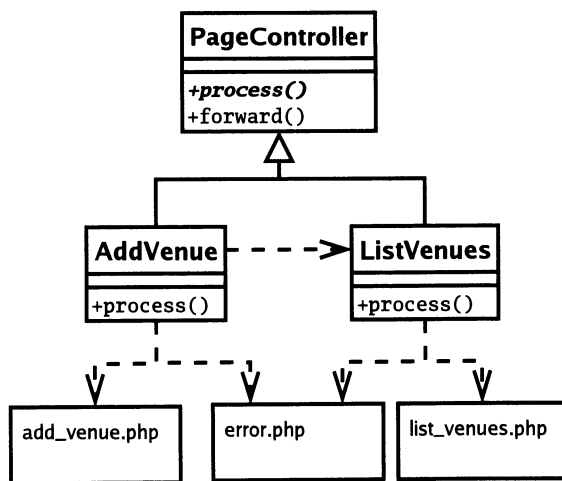 PageController
+process()
+forward()
AddVenue
ListVenues
+process()
+process()
add_venue.php
error.php
list_venues.php